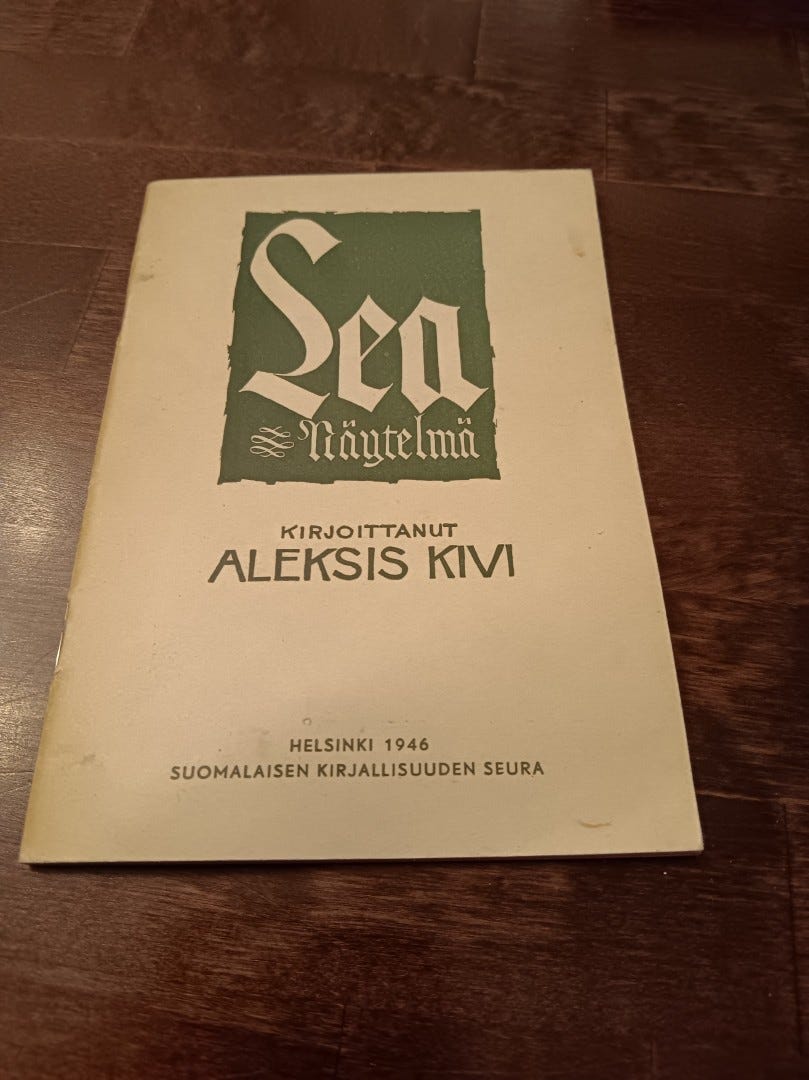 Lea
Näytelmä
KIRJOITTANUT
ALEKSIS KIVI
HELSINKI 1946
SUOMALAISEN KIRJALLISUUDEN SEURA